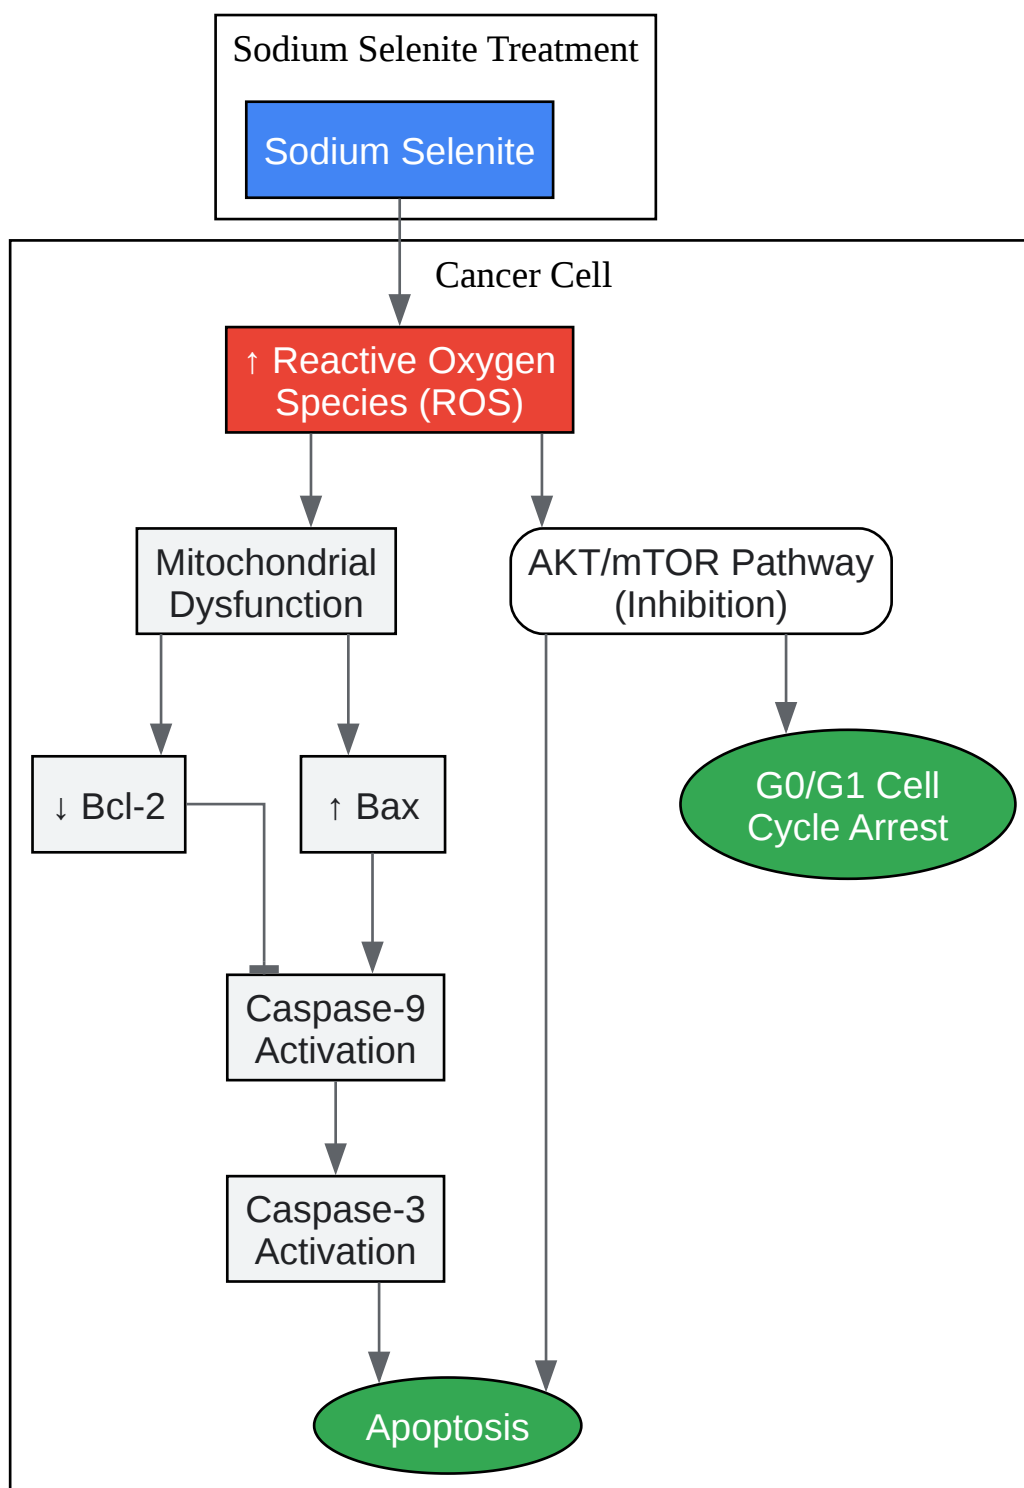 Sodium Selenite Treatment
Sodium Selenite
Cancer Cell
↑ Reactive Oxygen
Species (ROS)
Mitochondrial
Dysfunction
AKT/mTOR Pathway
(Inhibition)
↓ Bcl-2
↑ Bax
G0/G1 Cell
Cycle Arrest
Caspase-9
Activation
Caspase-3
Activation
Apoptosis